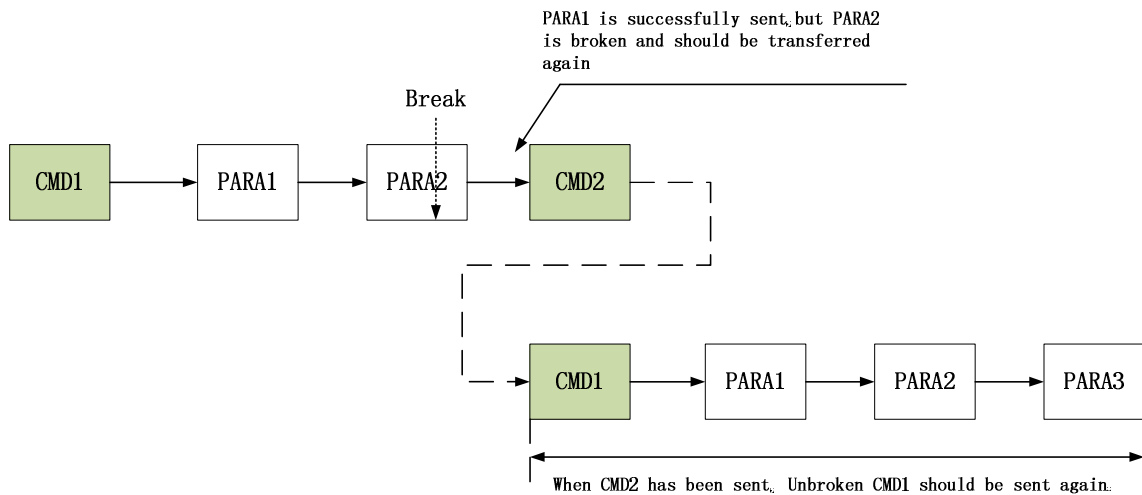 PARA1 is successfully sent, but PARA2
is broken and should be transferred
again
Break
CMD1
PARA1
PARA2
CMD2
CMD1
PARA1
PARA2
PARA3
When CMD2 has been sent, Unbroken CMD1 should be sent again.